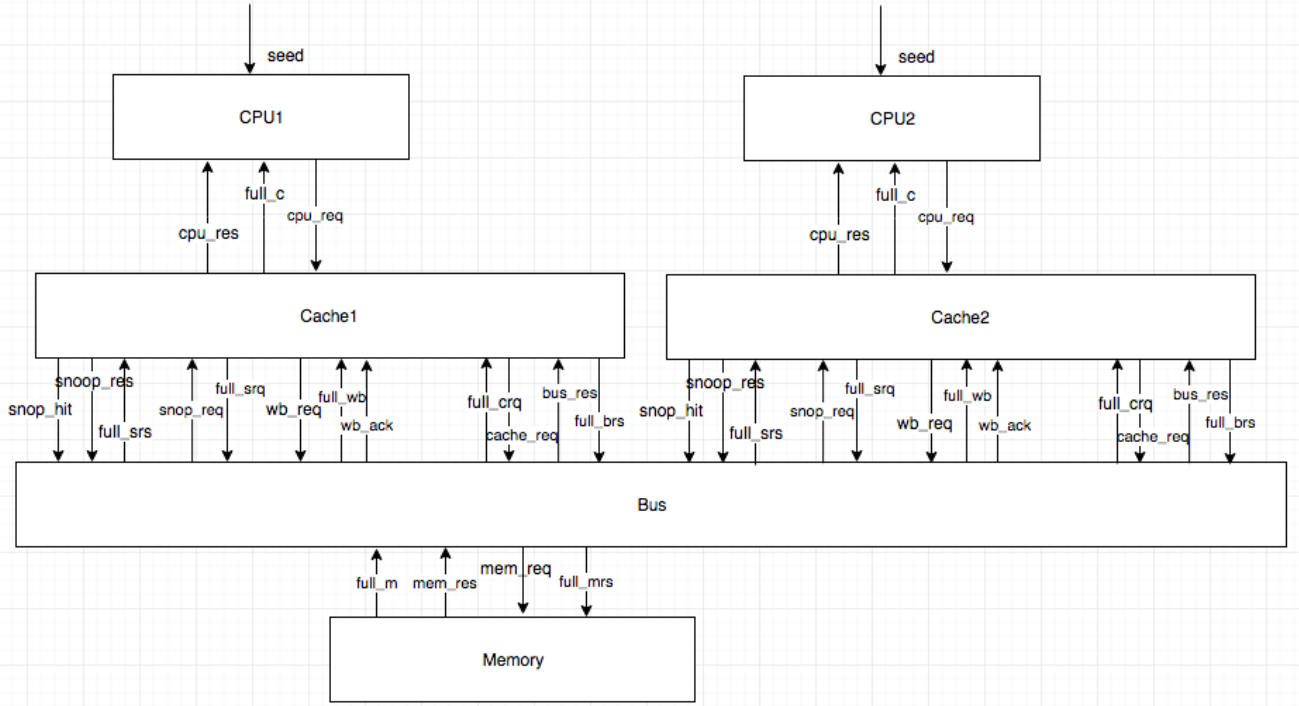 seed
seed
CPU1
CPU2
full_c
full_c
cpu_req
cpu_req
cpu_res
cpu_res
Cache1
Cache2
snoop_res
full_srq
bus_res
snop_hit
snop_req
wb_req
full_wb
full_crq
full_srs
wb_ack
cache_req
full_brs
snoop_res
full_srq
bus_res
snop_hit
snop_req
wb_req
full_wb
full_crq
full_srs
wb_ack
cache_req
full_brs
Bus
full_m
mem_res
mem_req
full_mrs
Memory